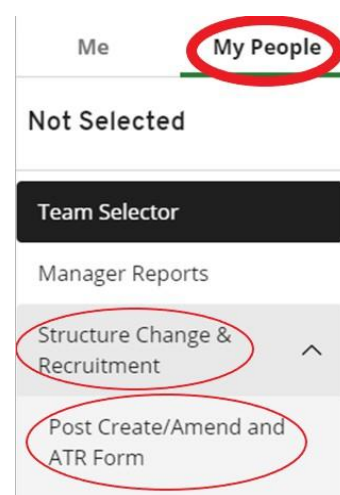 Me My People
Not Selected
Team Selector
Manager Reports
Structure Change &
Recruitment
Post Create/Amend and
ATR Form